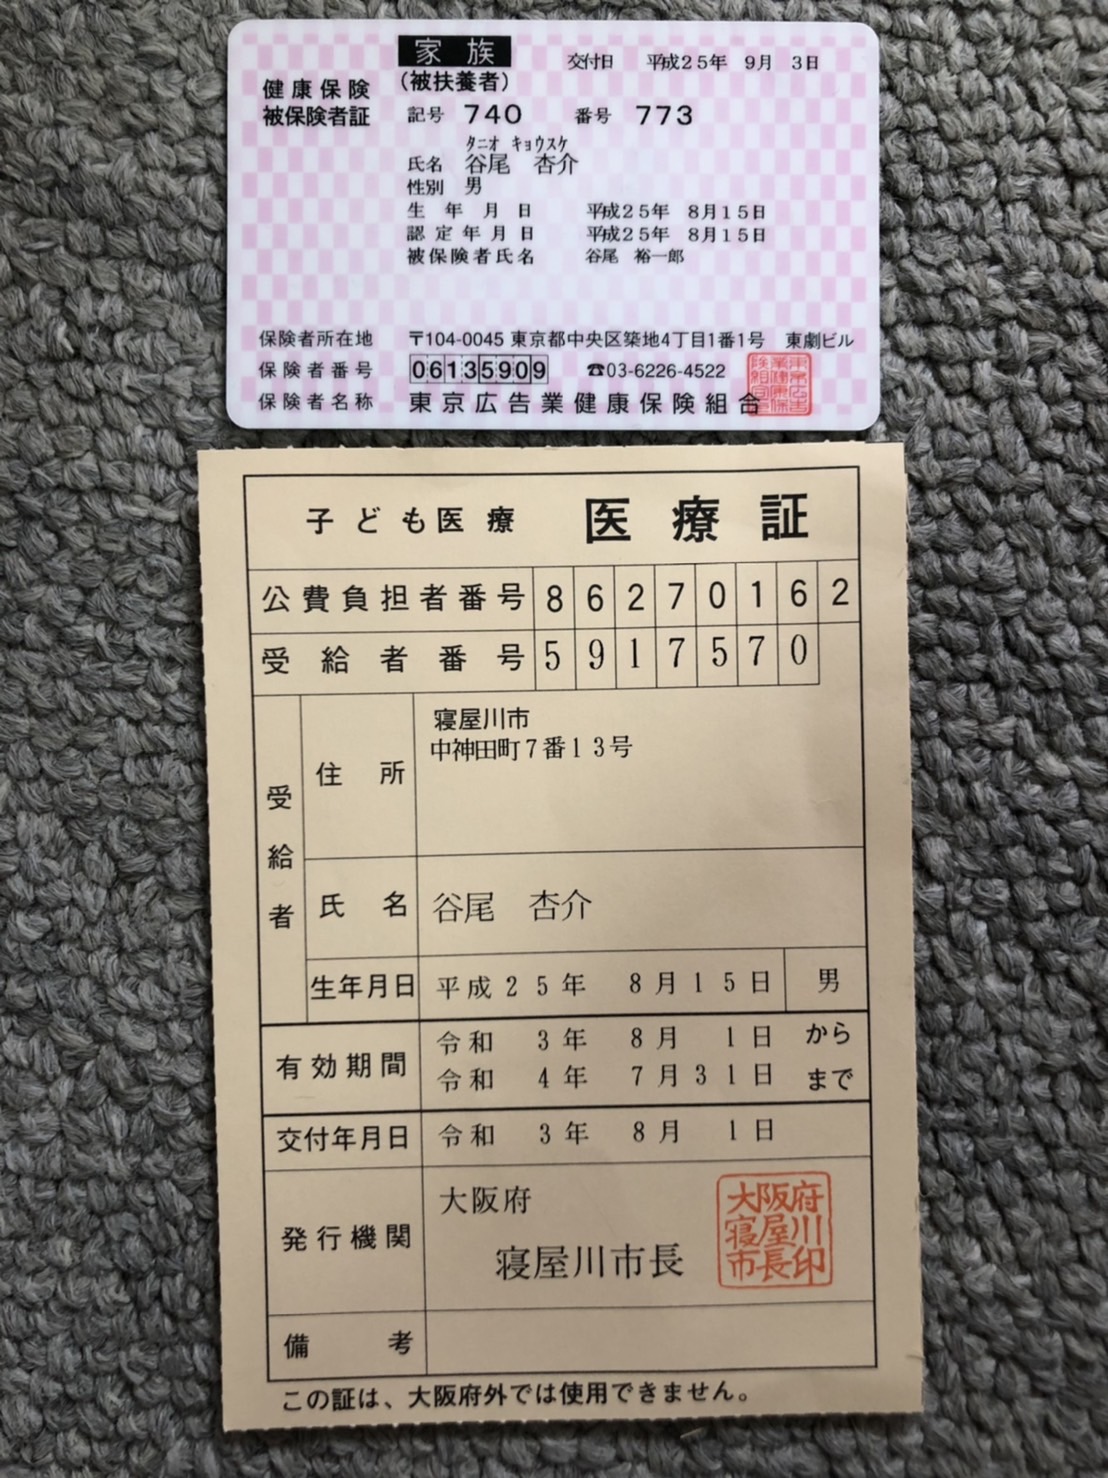 家族
交付日 平成25年 9月 3日
健康保険
(被扶養者)
被保険者証
記号 740 番号 773
タニオ キョウスケ
氏名 谷尾 杏介
性別 男
生年月日 平成25年 8月15日
認定年月日 平成25年 8月15日
被保険者氏名 谷尾 裕一郎
保険者所在地 〒104-0045 東京都中央区築地4丁目1番1号 東劇ビル
保険者番号 06135909 ☎03-6226-4522
保険者名称 東京広告業健康保険組合
子ども医療 医療証
公費負担者番号 86270162
受給者番号 5917570
受給者
住所
寝屋川市
中神田町7番13号
氏名 谷尾 杏介
生年月日 平成25年 8月15日 男
有効期間
令和 3年 8月 1日 から
令和 4年 7月31日 まで
交付年月日 令和 3年 8月 1日
発行機関
大阪府
寝屋川市長
大阪府
寝屋川
市長印
備考
この証は、大阪府外では使用できません。